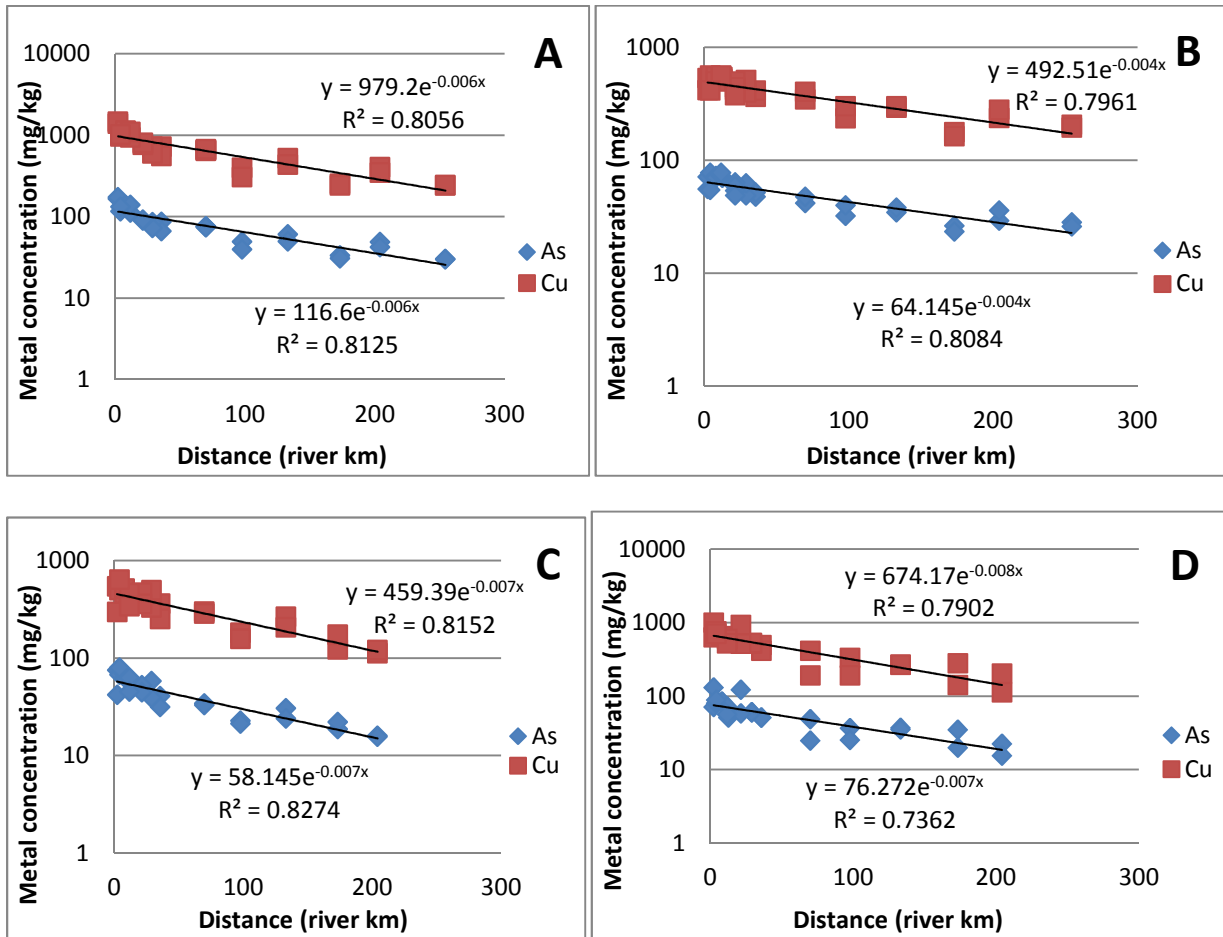 A
y = 979.2e^-0.006x
R² = 0.8056
10000
1000
100
10
1
Metal concentration (mg/kg)
As
Cu
y = 116.6e^-0.006x
R² = 0.8125
0 100 200 300
Distance (river km)
B
y = 492.51e^-0.004x
R² = 0.7961
1000
100
10
1
Metal concentration (mg/kg)
As
Cu
y = 64.145e^-0.004x
R² = 0.8084
0 100 200 300
Distance (river km)
C
y = 459.39e^-0.007x
R² = 0.8152
1000
100
10
1
Metal concentration (mg/kg)
As
Cu
y = 58.145e^-0.007x
R² = 0.8274
0 100 200 300
Distance (river km)
D
y = 674.17e^-0.008x
R² = 0.7902
10000
1000
100
10
1
Metal concentration (mg/kg)
As
Cu
y = 76.272e^-0.007x
R² = 0.7362
0 100 200 300
Distance (river km)